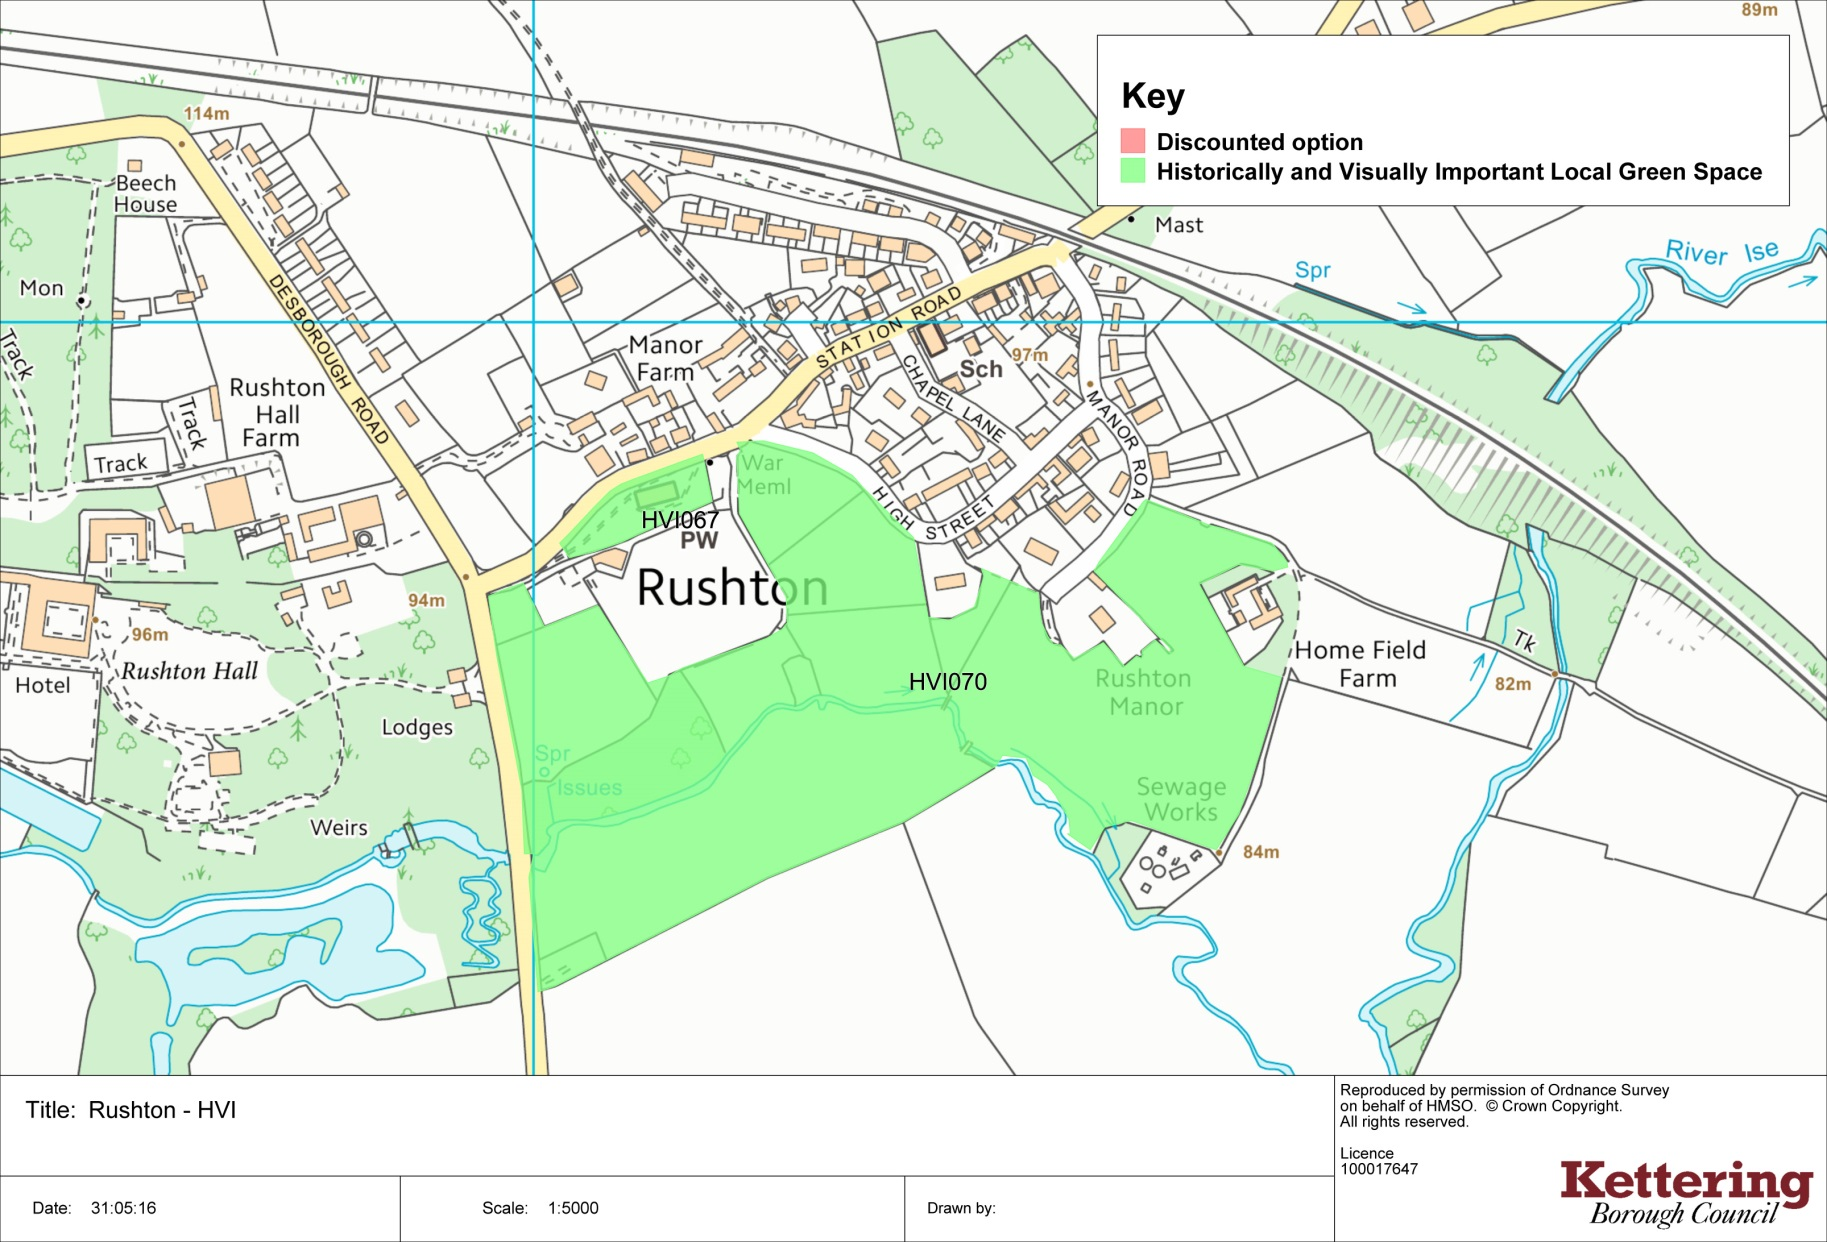 89m
Key
Discounted option
Historically and Visually Important Local Green Space
114m
Beech
House
Mast
River Ise
Spr
Mon
Track
DESBOROUGH ROAD
STATION ROAD
Manor
Farm
97m
Sch
CHAPEL LANE
MANOR ROAD
Rushton
Hall
Farm
Track
Track
War
Meml
HIGH STREET
HVI067
PW
Rushton
94m
96m
Rushton Hall
Hotel
Lodges
HVI070
Rushton
Manor
Home Field
Farm
Tk
82m
Spr
Issues
Sewage
Works
Weirs
84m
Title: Rushton - HVI
Date: 31:05:16
Scale: 1:5000
Drawn by:
Reproduced by permission of Ordnance Survey
on behalf of HMSO. © Crown Copyright.
All rights reserved.
Licence
100017647
Kettering
Borough Council